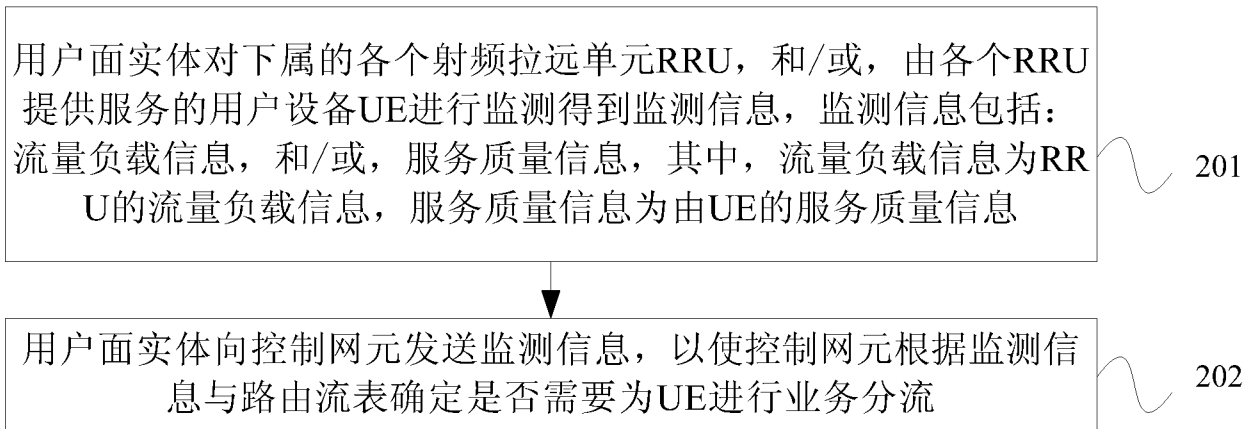 用户面实体对下属的各个射频拉远单元RRU，和/或，由各个RRU
提供服务的用户设备UE进行监测得到监测信息，监测信息包括：
流量负载信息，和/或，服务质量信息，其中，流量负载信息为RR
U的流量负载信息，服务质量信息为由UE的服务质量信息
201
用户面实体向控制网元发送监测信息，以使控制网元根据监测信
息与路由流表确定是否需要为UE进行业务分流
202